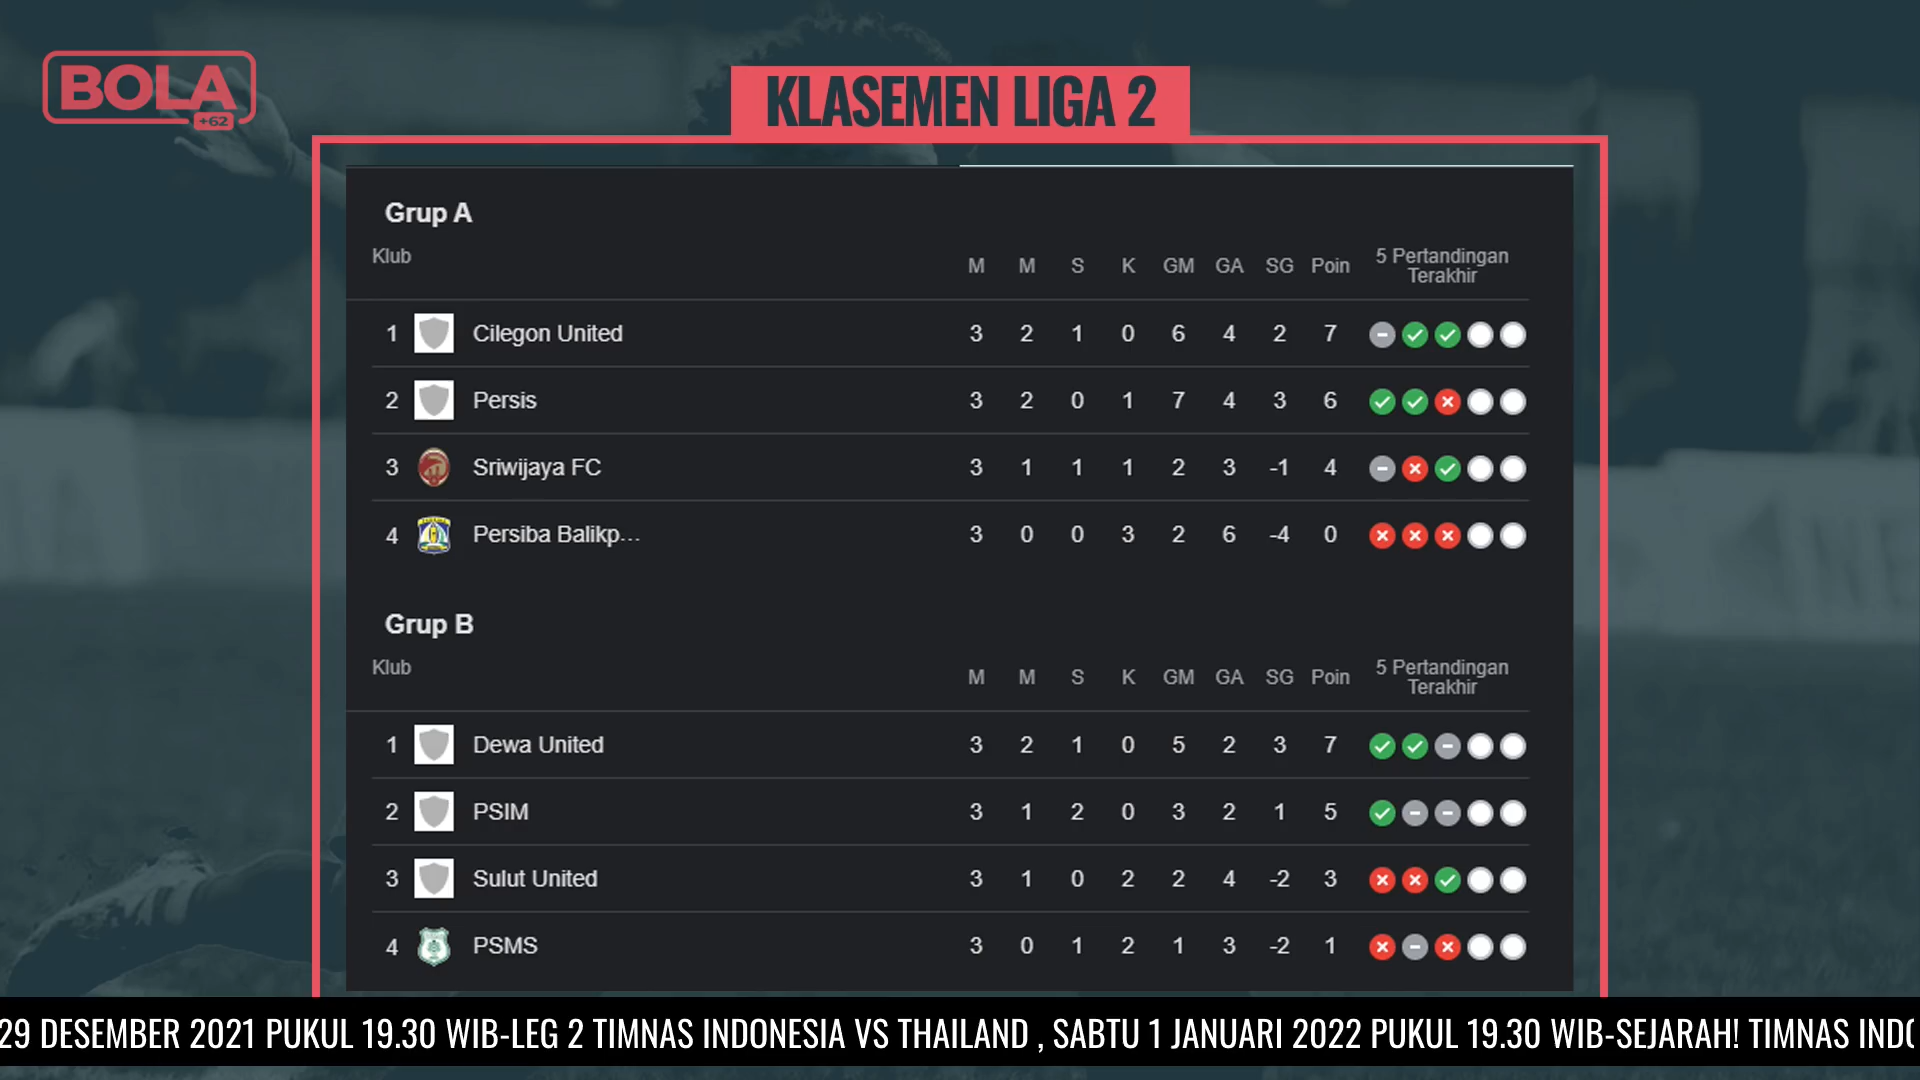 BOLA
+62
KLASEMEN LIGA 2
Grup A
Klub M M S K GM GA SG Poin 5 Pertandingan Terakhir
1 Cilegon United 3 2 1 0 6 4 2 7
2 Persis 3 2 0 1 7 4 3 6
3 Sriwijaya FC 3 1 1 1 2 3 -1 4
4 Persiba Balikp... 3 0 0 3 2 6 -4 0
Grup B
Klub M M S K GM GA SG Poin 5 Pertandingan Terakhir
1 Dewa United 3 2 1 0 5 2 3 7
2 PSIM 3 1 2 0 3 2 1 5
3 Sulut United 3 1 0 2 2 4 -2 3
4 PSMS 3 0 1 2 1 3 -2 1
29 DESEMBER 2021 PUKUL 19.30 WIB-LEG 2 TIMNAS INDONESIA VS THAILAND , SABTU 1 JANUARI 2022 PUKUL 19.30 WIB-SEJARAH! TIMNAS INDO